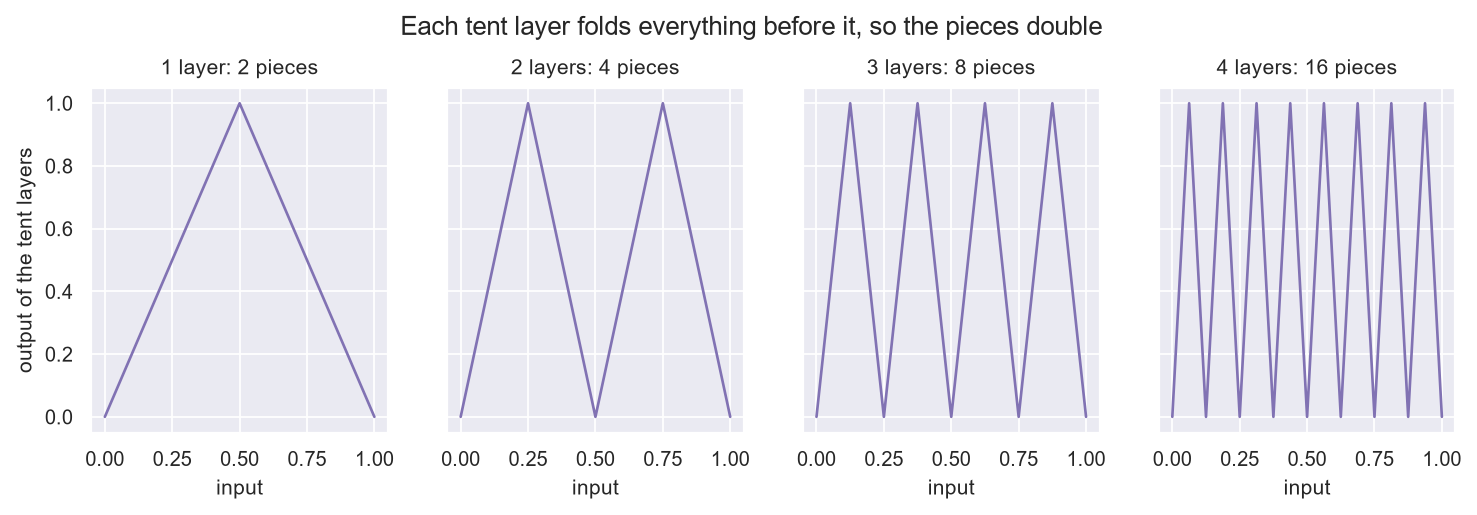 Each tent layer folds everything before it, so the pieces double
1 layer: 2 pieces
2 layers: 4 pieces
3 layers: 8 pieces
4 layers: 16 pieces
output of the tent layers
1.0
0.8
0.6
0.4
0.2
0.0
0.00 0.25 0.50 0.75 1.00
input
0.00 0.25 0.50 0.75 1.00
input
0.00 0.25 0.50 0.75 1.00
input
0.00 0.25 0.50 0.75 1.00
input